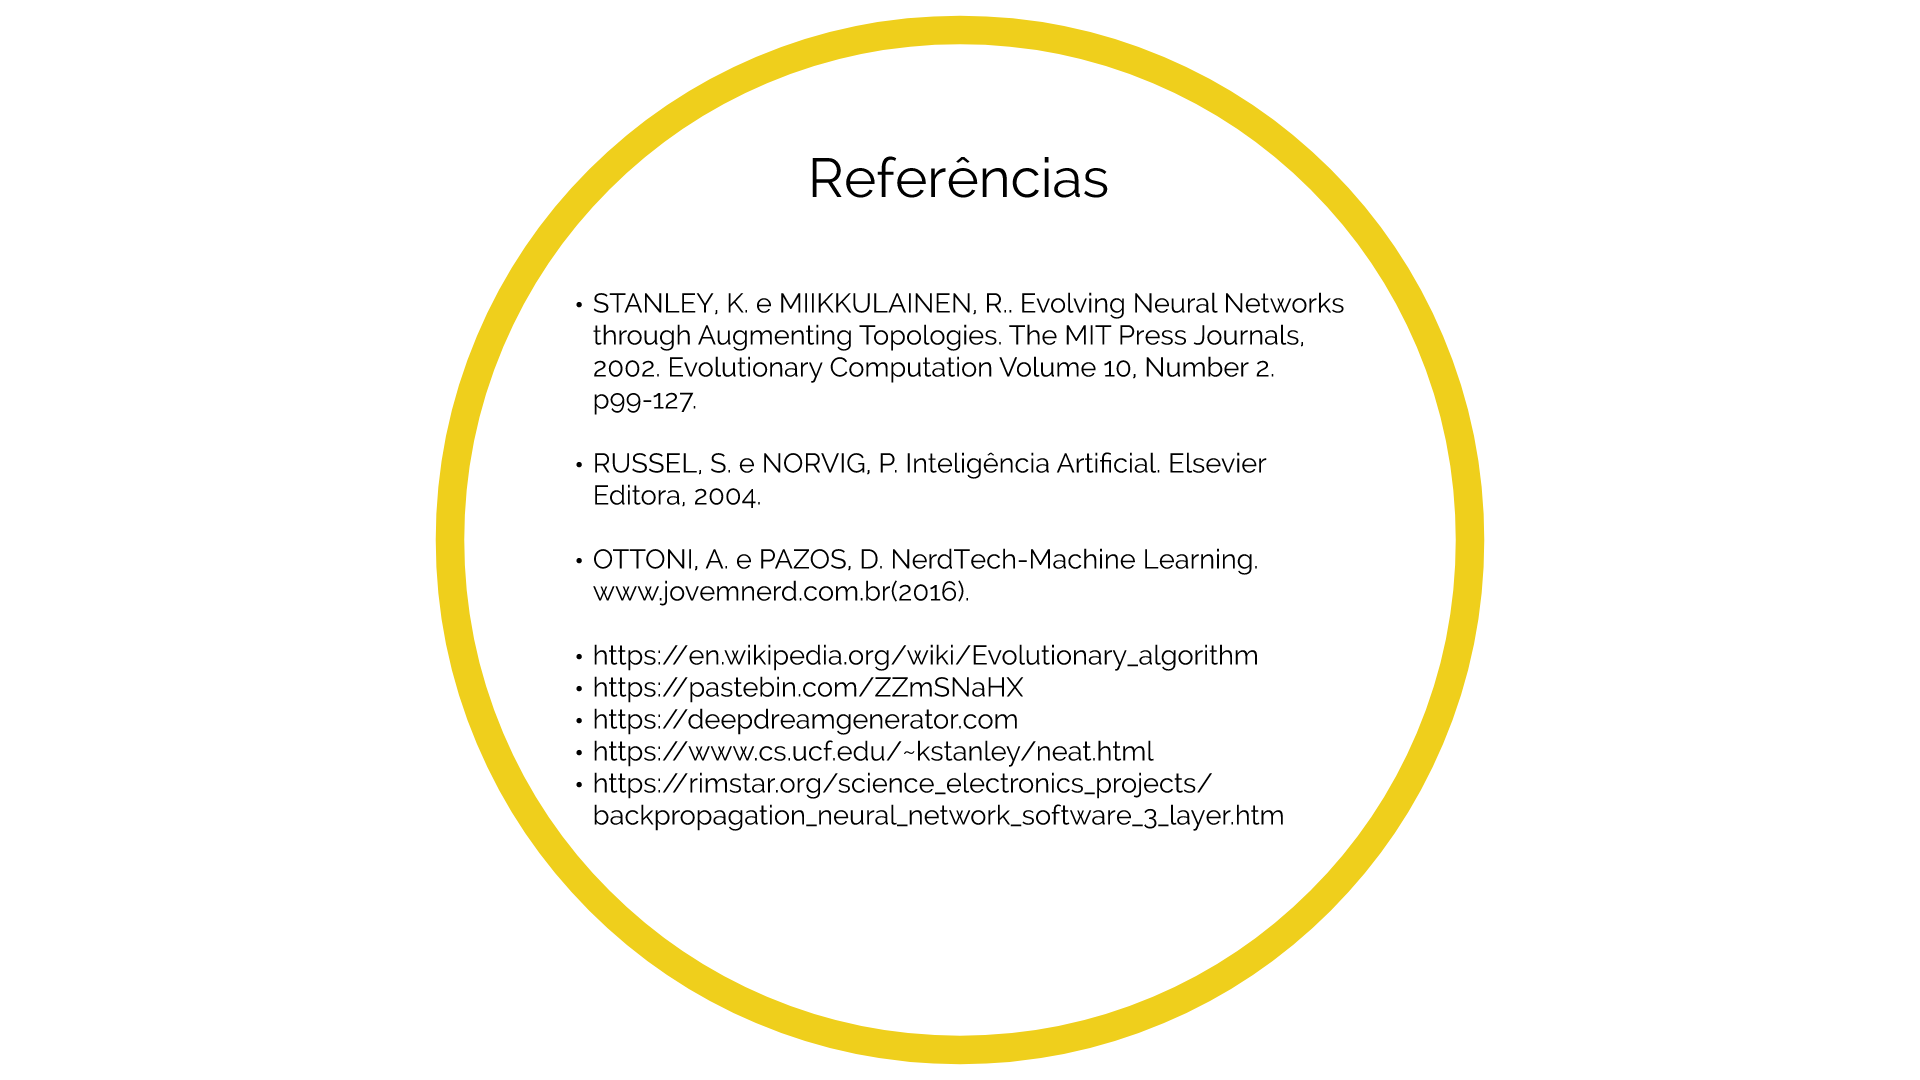 Referências
• STANLEY, K. e MIIKKULAINEN, R.. Evolving Neural Networks
through Augmenting Topologies. The MIT Press Journals,
2002. Evolutionary Computation Volume 10, Number 2.
p99-127.
• RUSSEL, S. e NORVIG, P. Inteligência Artificial. Elsevier
Editora, 2004.
• OTTONI, A. e PAZOS, D. NerdTech-Machine Learning.
www.jovemnerd.com.br(2016).
• https://en.wikipedia.org/wiki/Evolutionary_algorithm
• https://pastebin.com/ZZmSNaHX
• https://deepdreamgenerator.com
• https://www.cs.ucf.edu/~kstanley/neat.html
• https://rimstar.org/science_electronics_projects/
backpropagation_neural_network_software_3_layer.htm